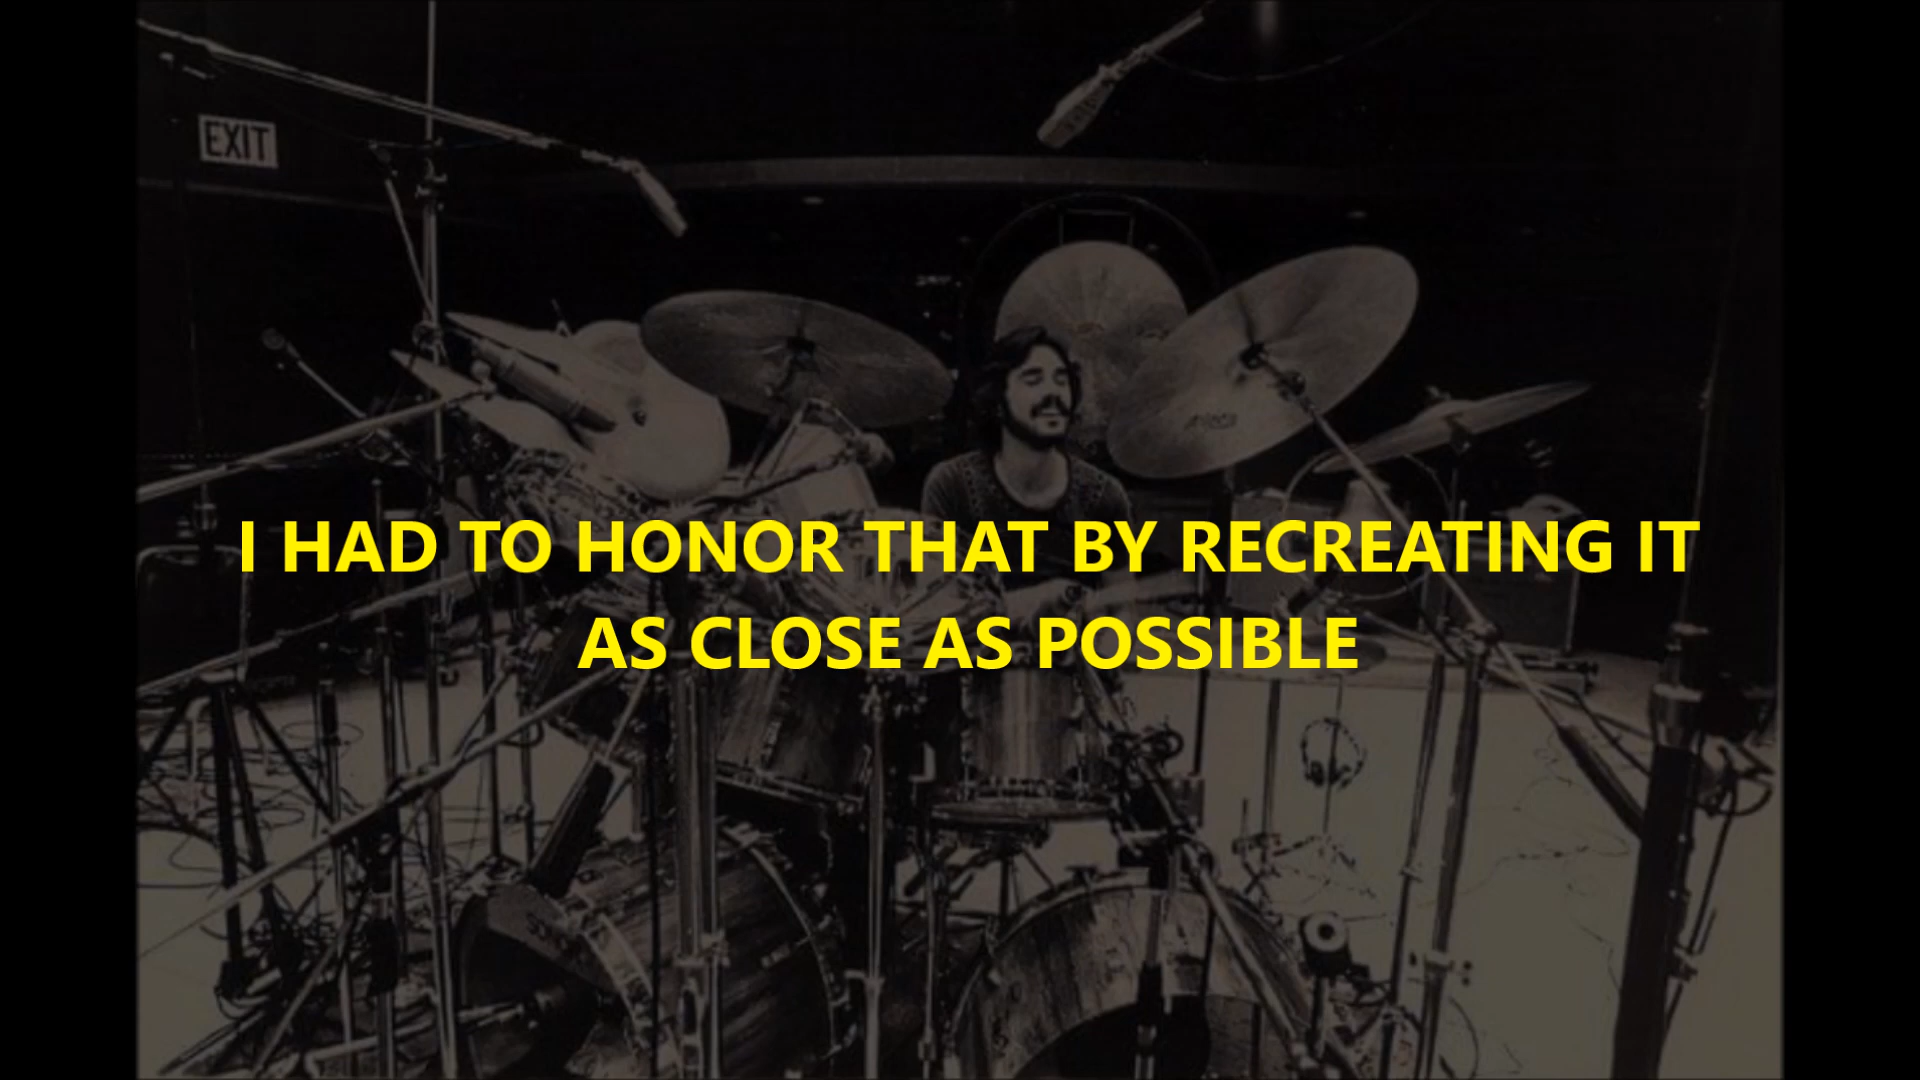 EXIT
I HAD TO HONOR THAT BY RECREATING IT
AS CLOSE AS POSSIBLE